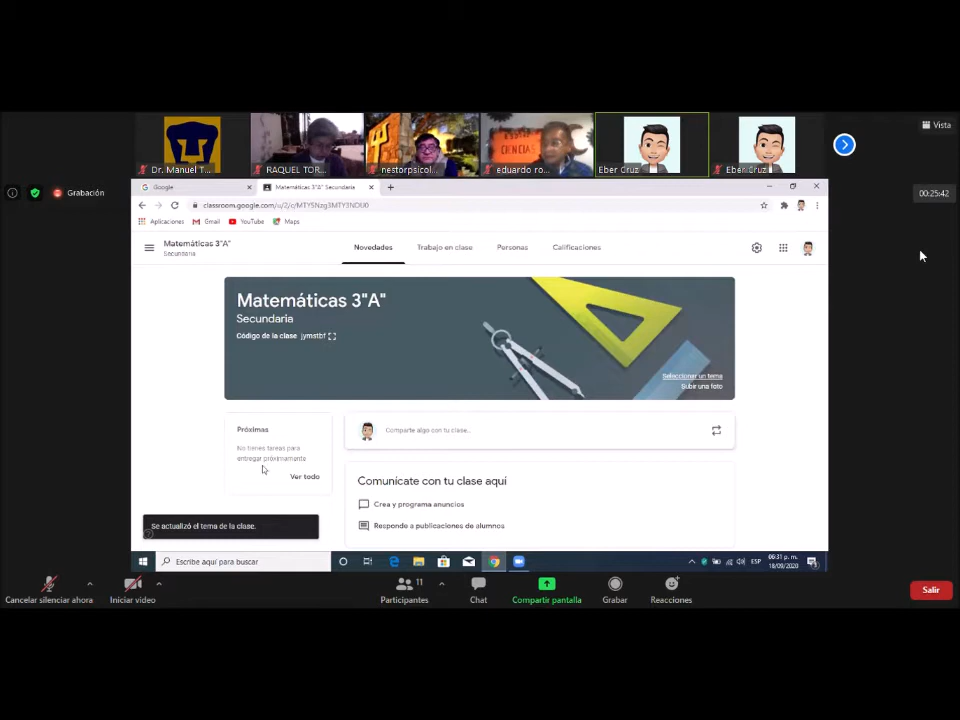 Vista
Dr. Manuel T...
RAQUEL TOR...
nestorpsicol...
eduardo ro...
Eber Cruz
Eber Cruz
CIENCIAS
Grabación
00:25:42
Google
Matemáticas 3"A" Secundaria
Aplicaciones
Gmail
YouTube
Maps
Matemáticas 3"A"
Secundaria
Novedades
Trabajo en clase
Personas
Calificaciones
Matemáticas 3"A"
Secundaria
Código de la clase jymstbf
Seleccionar un tema
Subir una foto
Próximas
No tienes tareas para
entregar próximamente
Ver todo
Comparte algo con tu clase...
Comunícate con tu clase aquí
Crea y programa anuncios
Responde a publicaciones de alumnos
Se actualizó el tema de la clase.
Escribe aquí para buscar
ESP
06:31 p. m.
18/09/2020
Cancelar silenciar ahora
Iniciar video
Participantes
11
Chat
Compartir pantalla
Grabar
Reacciones
Salir